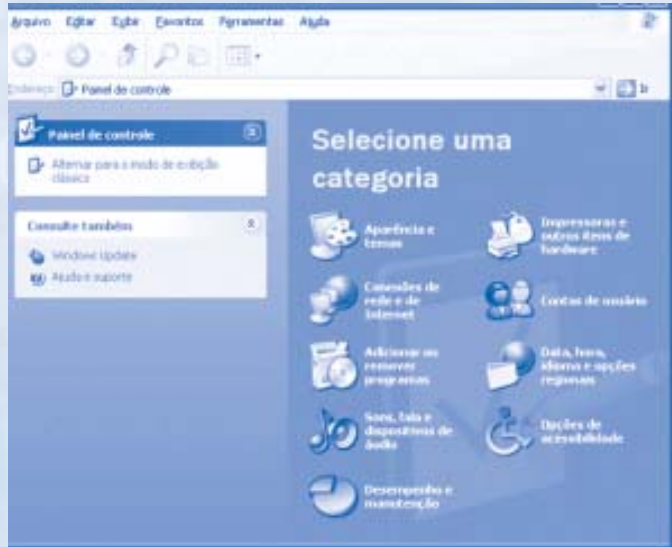 Arquivo Editar Exibir Favoritos Ferramentas Ajuda
Endereço Painel de controle Ir
Painel de controle
Alternar para o modo de exibição
clássico
Consulte também
Windows Update
Ajuda e suporte
Selecione uma
categoria
Aparência e
temas
Impressoras e
outros itens de
hardware
Conexões de
rede e de
Internet
Contas de usuário
Adicionar ou
remover
programas
Data, hora,
idioma e opções
regionais
Sons, fala e
dispositivos de
áudio
Opções de
acessibilidade
Desempenho e
manutenção